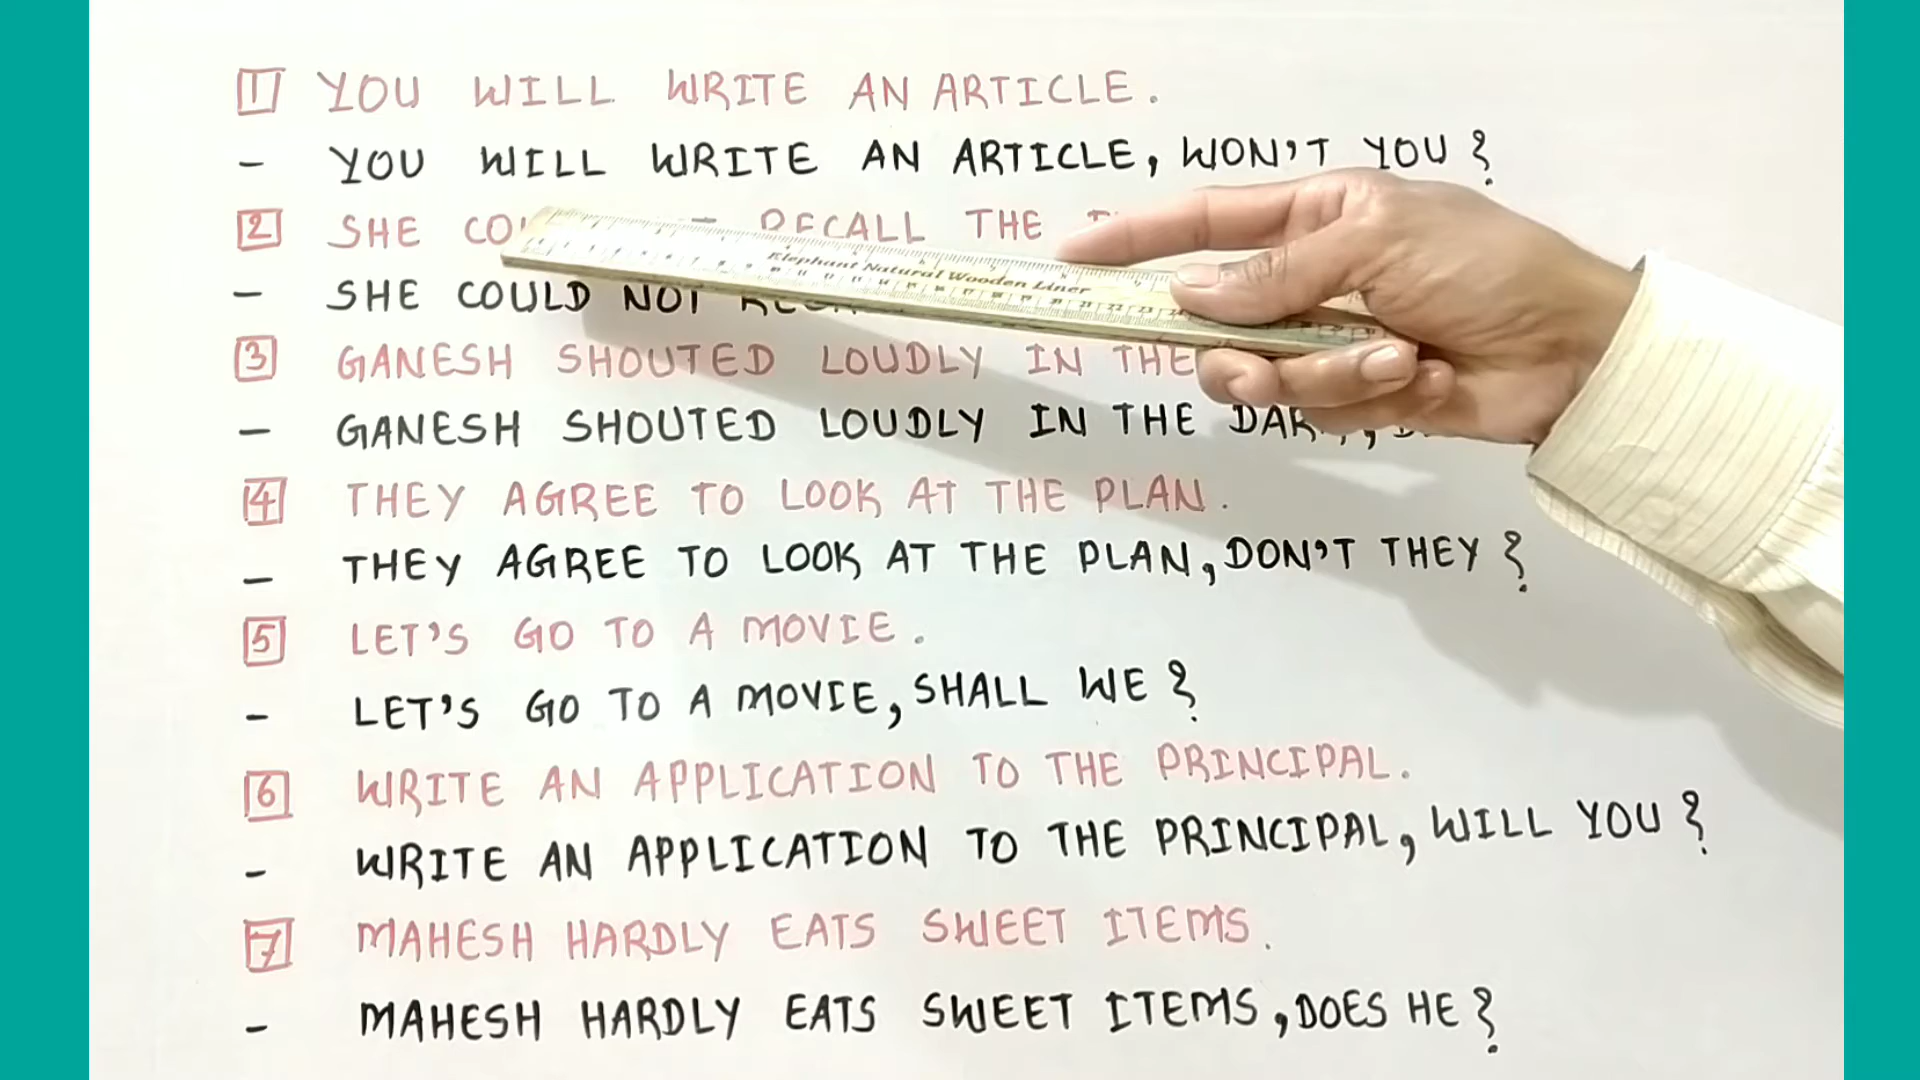 1 YOU WILL WRITE AN ARTICLE.
- YOU WILL WRITE AN ARTICLE, WON'T YOU?
2 SHE RECALL THE
- SHE COULD NOT
Elephant Natural Wooden Liner
3 GANESH SHOUTED LOUDLY IN THE
- GANESH SHOUTED LOUDLY IN THE
4 THEY AGREE TO LOOK AT THE PLAN.
- THEY AGREE TO LOOK AT THE PLAN, DON'T THEY?
5 LET'S GO TO A MOVIE.
- LET'S GO TO A MOVIE, SHALL WE?
6 WRITE AN APPLICATION TO THE PRINCIPAL.
- WRITE AN APPLICATION TO THE PRINCIPAL, WILL YOU?
7 MAHESH HARDLY EATS SWEET ITEMS.
- MAHESH HARDLY EATS SWEET ITEMS, DOES HE?